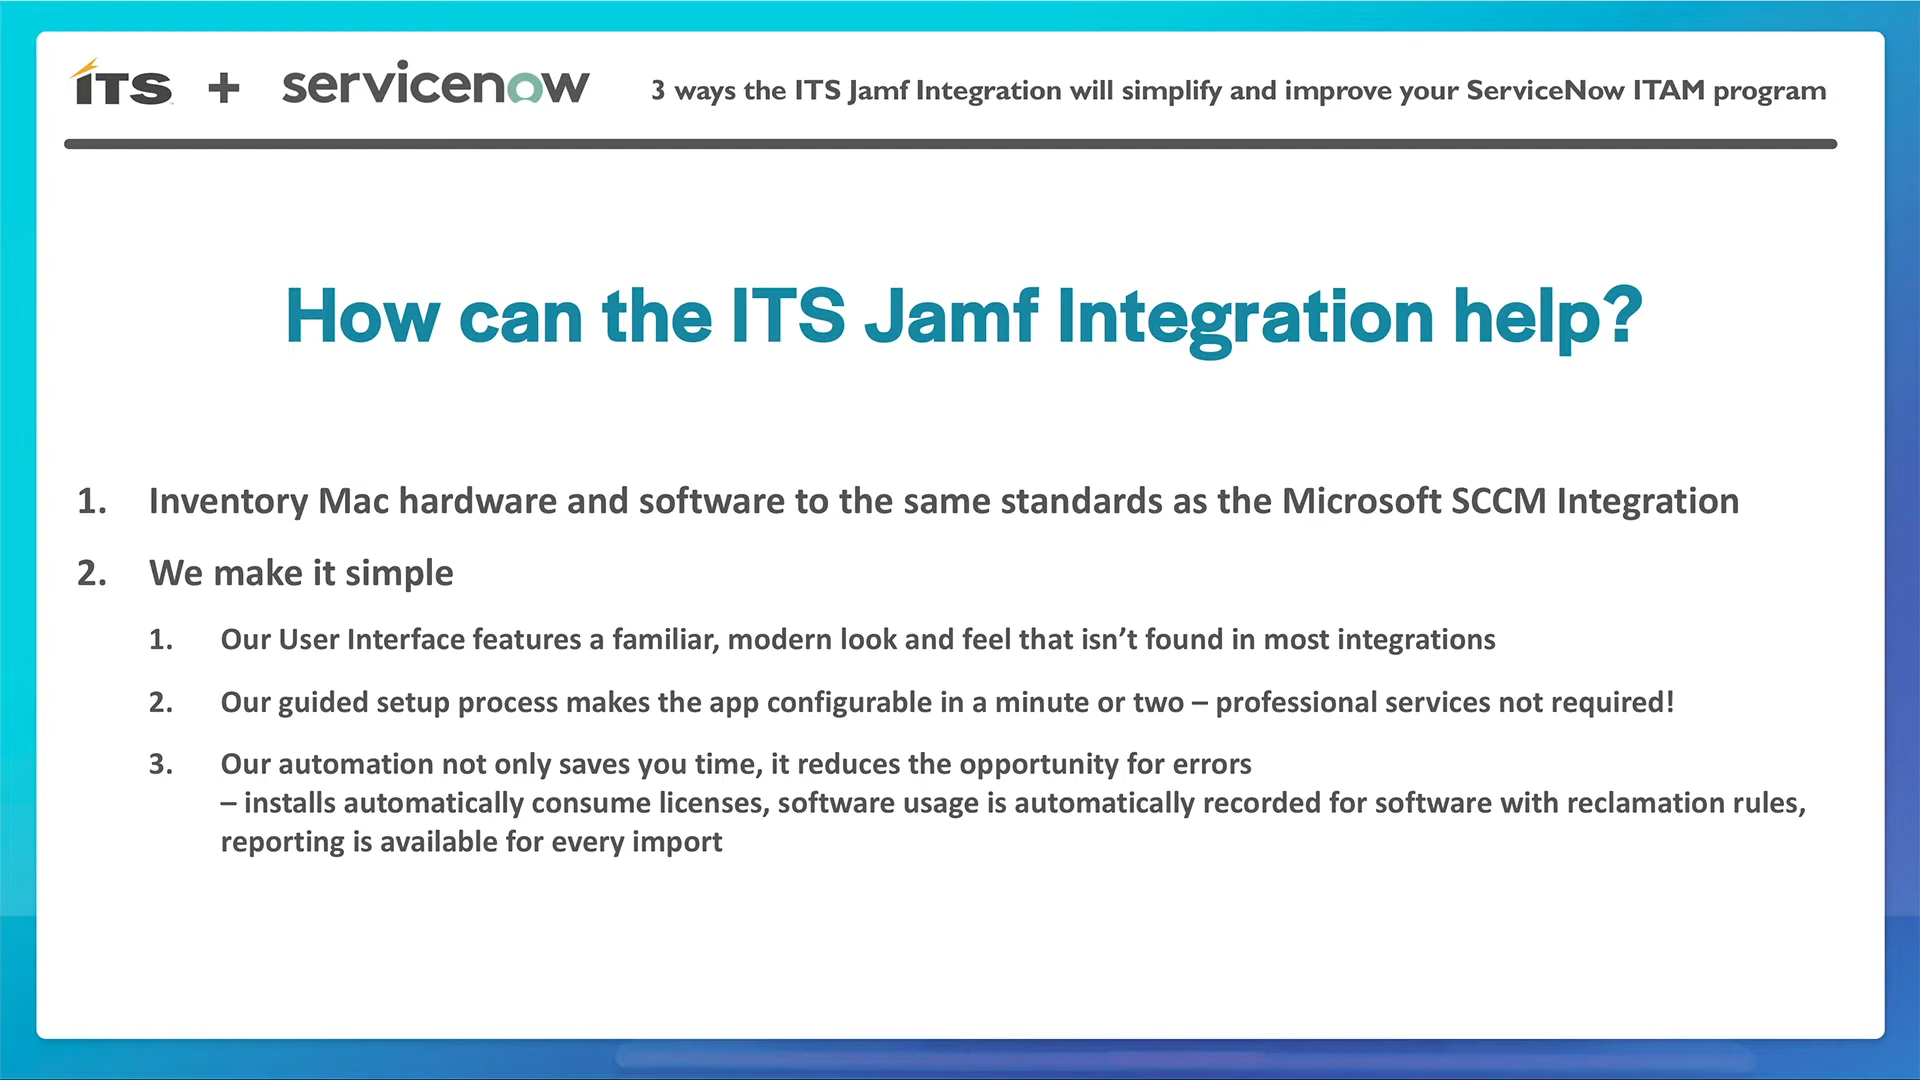 ITS + servicenow
3 ways the ITS Jamf Integration will simplify and improve your ServiceNow ITAM program
How can the ITS Jamf Integration help?
1. Inventory Mac hardware and software to the same standards as the Microsoft SCCM Integration
2. We make it simple
1. Our User Interface features a familiar, modern look and feel that isn’t found in most integrations
2. Our guided setup process makes the app configurable in a minute or two – professional services not required!
3. Our automation not only saves you time, it reduces the opportunity for errors
– installs automatically consume licenses, software usage is automatically recorded for software with reclamation rules,
reporting is available for every import